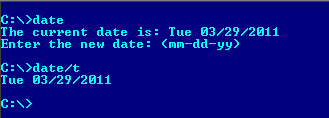 C:\>date
The current date is: Tue 03/29/2011
Enter the new date: (mm-dd-yy)
C:\>date/t
Tue 03/29/2011
C:\>